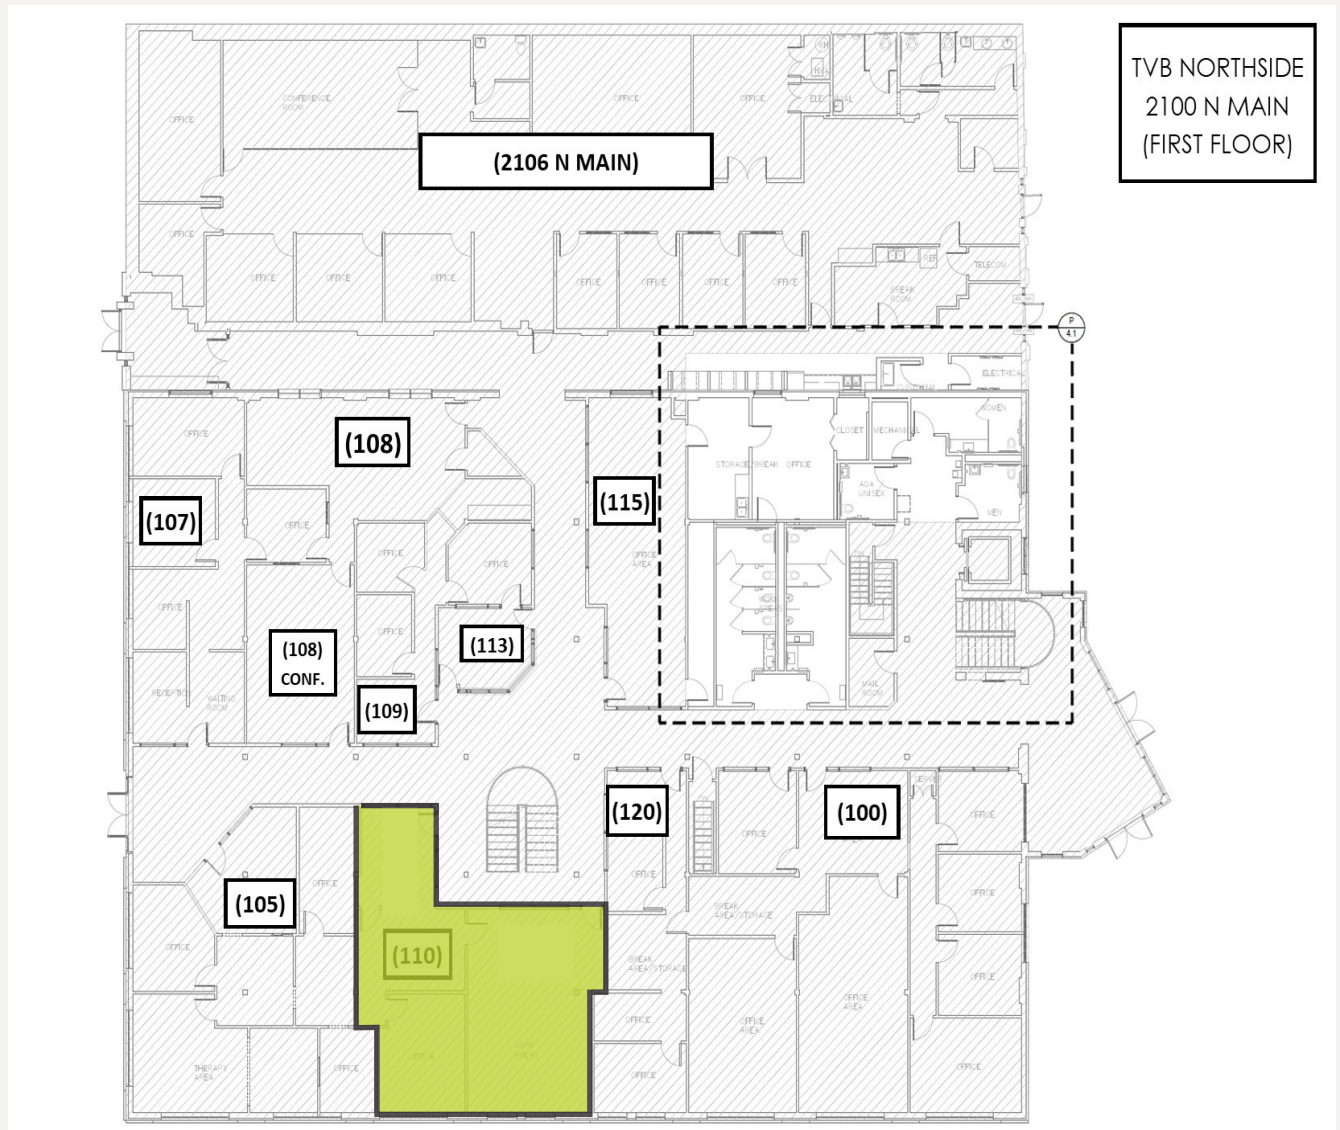 TVB NORTHSIDE
2100 N MAIN
(FIRST FLOOR)
CONFERENCE
ROOM
OFFICE
OFFICE
OFFICE
ELECTRICAL
OFFICE
(2106 N MAIN)
OFFICE
OFFICE
OFFICE
OFFICE
OFFICE
OFFICE
OFFICE
OFFICE
REF
TELECOM
BREAK
ROOM
P
4.1
ELECTRICAL
OFFICE
(108)
CLOSET
MECHANICAL
WOMEN
STORAGE/BREAK
OFFICE
(107)
(115)
ADA
UNISEX
MEN
OFFICE
OFFICE
OFFICE
OFFICE
AREA
OFFICE
OFFICE
(108)
CONF.
(113)
RECEPTION
WAITING
ROOM
(109)
MAIL
ROOM
(120)
(100)
OFFICE
OFFICE
OFFICE
(105)
OFFICE
OFFICE
BREAK
AREA/STORAGE
OFFICE
(110)
BREAK
AREA/STORAGE
OFFICE
AREA
OFFICE
OFFICE
OFFICE
AREA
THERAPY
AREA
OFFICE
OFFICE
OFFICE
OFFICE